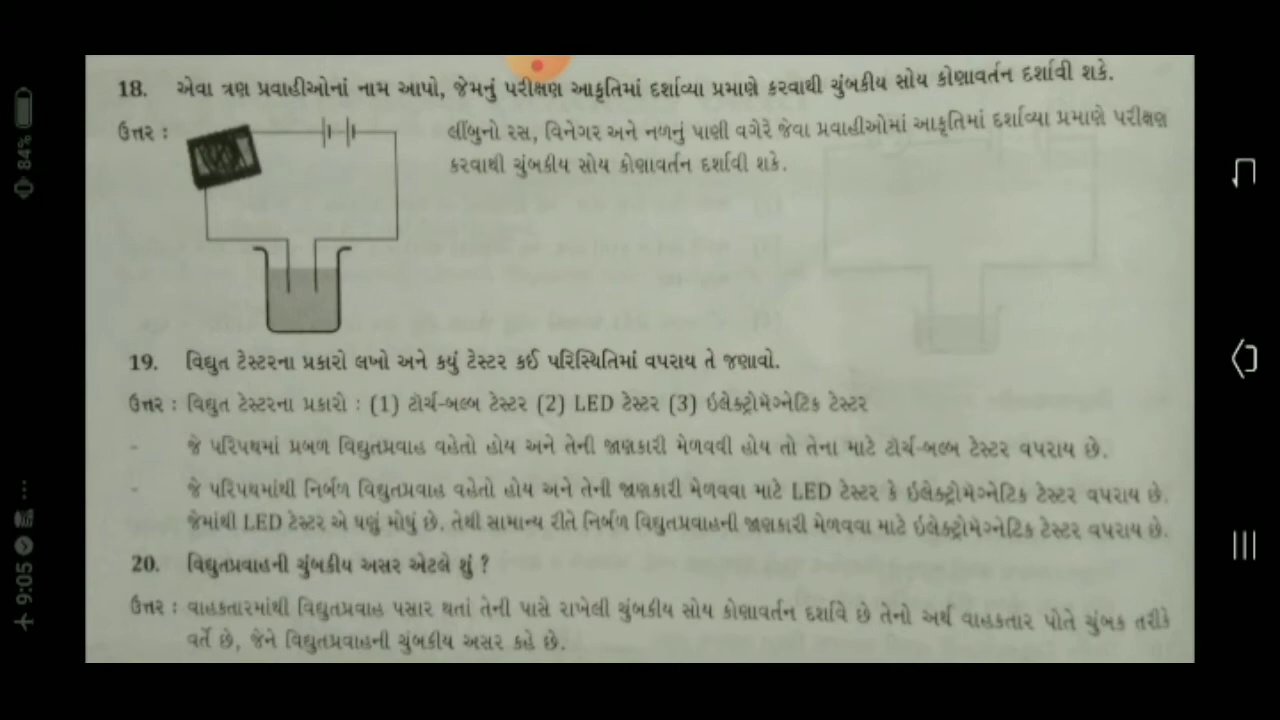 18. એવા ત્રણ પ્રવાહીઓનાં નામ આપો, જેમનું પરીક્ષણ આકૃતિમાં દર્શાવ્યા પ્રમાણે કરવાથી ચુંબકીય સોય કોણાવર્તન દર્શાવી શકે.
ઉત્તર : લીંબુનો રસ, વિનેગર અને નળનું પાણી વગેરે જેવા પ્રવાહીઓમાં આકૃતિમાં દર્શાવ્યા પ્રમાણે પરીક્ષણ
કરવાથી ચુંબકીય સોય કોણાવર્તન દર્શાવી શકે.
19. વિદ્યુત ટેસ્ટરના પ્રકારો લખો અને કયું ટેસ્ટર કઈ પરિસ્થિતિમાં વપરાય તે જણાવો.
ઉત્તર : વિદ્યુત ટેસ્ટરના પ્રકારો : (1) ટોર્ચ-બલ્બ ટેસ્ટર (2) LED ટેસ્ટર (3) ઇલેક્ટ્રોમૅગ્નેટિક ટેસ્ટર
- જે પરિપથમાં પ્રબળ વિદ્યુતપ્રવાહ વહેતો હોય અને તેની જાણકારી મેળવવી હોય તો તેના માટે ટૉર્ચ-બલ્બ ટેસ્ટર વપરાય છે.
- જે પરિપથમાંથી નિર્બળ વિદ્યુતપ્રવાહ વહેતો હોય અને તેની જાણકારી મેળવવા માટે LED ટેસ્ટર કે ઇલેક્ટ્રોમૅગ્નેટિક ટેસ્ટર વપરાય છે.
જેમાંથી LED ટેસ્ટર એ ઘણું મોંઘું છે. તેથી સામાન્ય રીતે નિર્બળ વિદ્યુતપ્રવાહની જાણકારી મેળવવા માટે ઇલેક્ટ્રોમૅગ્નેટિક ટેસ્ટર વપરાય છે.
20. વિદ્યુતપ્રવાહની ચુંબકીય અસર એટલે શું ?
ઉત્તર : વાહકતારમાંથી વિદ્યુતપ્રવાહ પસાર થતાં તેની પાસે રાખેલી ચુંબકીય સોય કોણાવર્તન દર્શાવે છે તેનો અર્થ વાહકતાર પોતે ચુંબક તરીકે
વર્તે છે, જેને વિદ્યુતપ્રવાહની ચુંબકીય અસર કહે છે.
84%
9:05